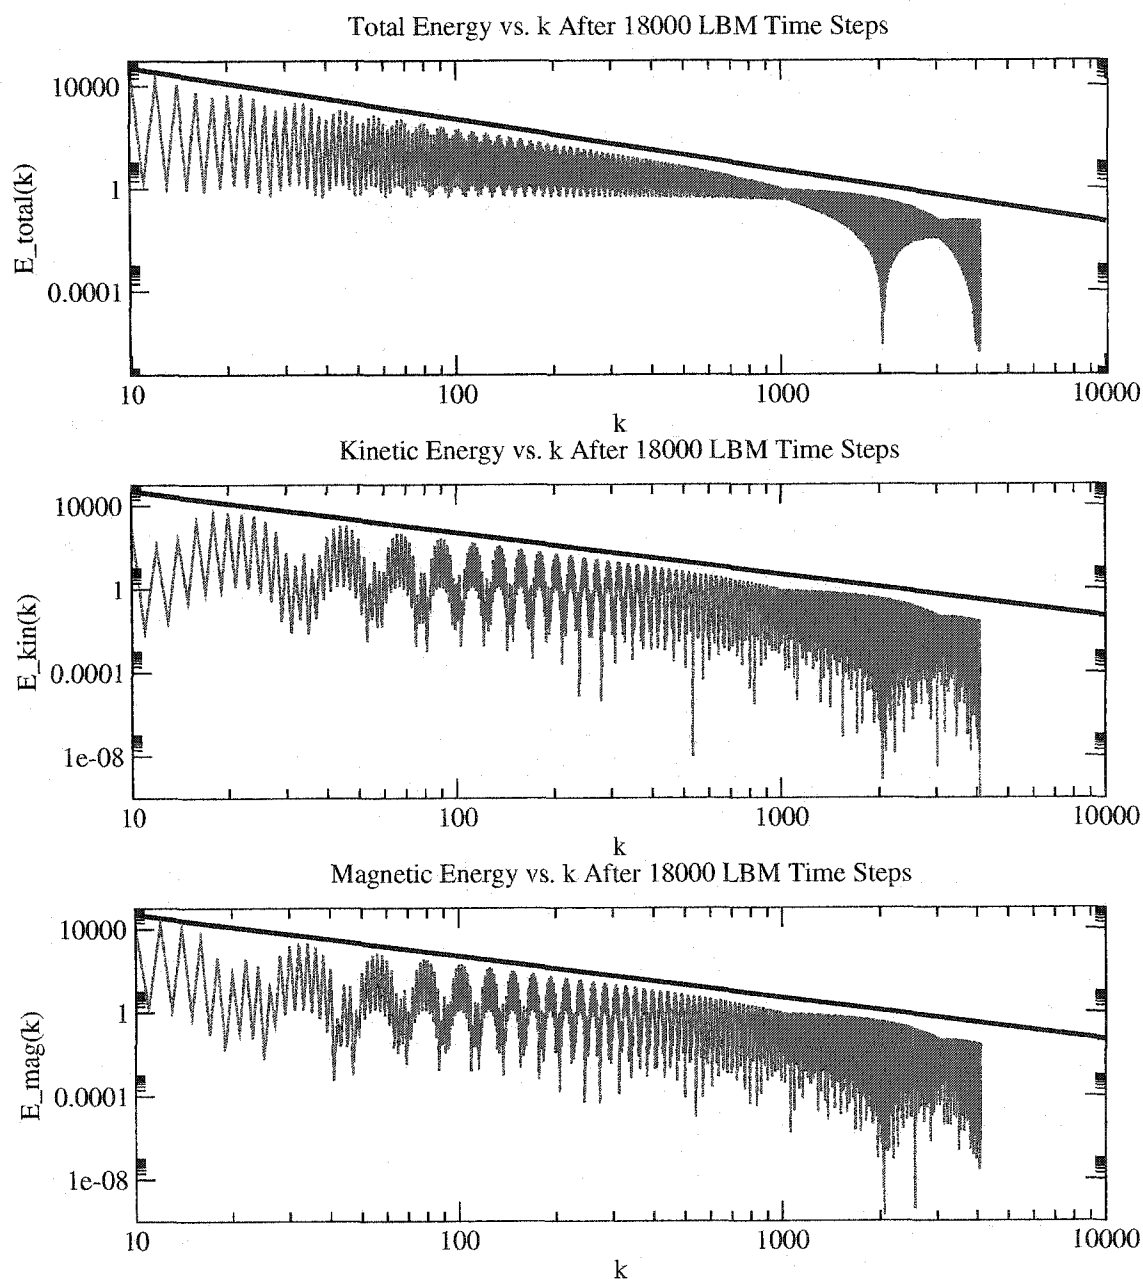 Total Energy vs. k After 18000 LBM Time Steps
10000
1
0.0001
E_total(k)
10 100 1000 10000
k
Kinetic Energy vs. k After 18000 LBM Time Steps
10000
1
0.0001
1e-08
E_kin(k)
10 100 1000 10000
k
Magnetic Energy vs. k After 18000 LBM Time Steps
10000
1
0.0001
1e-08
E_mag(k)
10 100 1000 10000
k